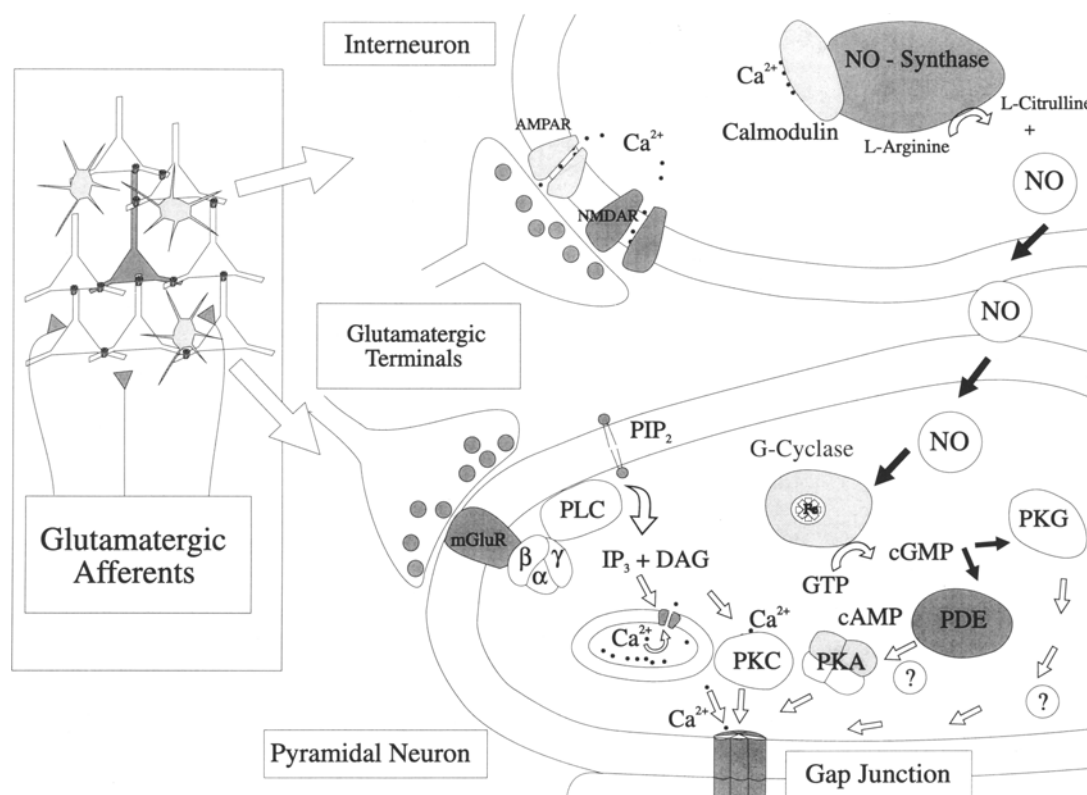 Interneuron
NO - Synthase
Ca²⁺
Calmodulin
L-Arginine
L-Citrulline
+
NO
AMPAR
Ca²⁺
NMDAR
NO
Glutamatergic
Terminals
PIP₂
NO
G-Cyclase
Fe
PLC
mGluR
β γ
α
PKG
cGMP
GTP
IP₃ + DAG
Ca²⁺
cAMP
PDE
Ca²⁺
PKC
PKA
?
?
Ca²⁺
Glutamatergic
Afferents
Pyramidal Neuron
Gap Junction